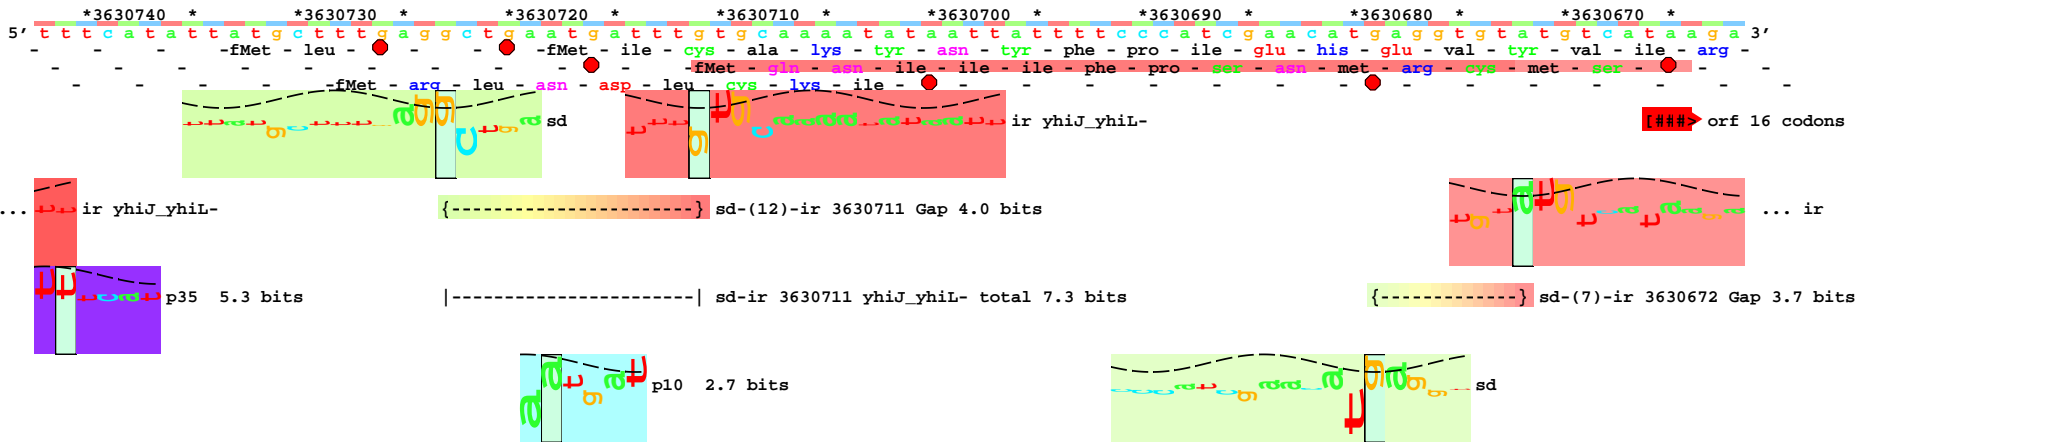 *3630740 * *3630730 * *3630720 * *3630710 * *3630700 * *3630690 * *3630680 * *3630670 *
5′ t t t c a t a t t a t g c t t t g a g g c t g a a t g a t t t g t g c a a a a t a t a a t t a t t t t c c c a t c g a a c a t g a g g t g t a t g t c a t a a g a 3′
- - - -fMet - leu - - - -fMet - ile - cys - ala - lys - tyr - asn - tyr - phe - pro - ile - glu - his - glu - val - tyr - val - ile - arg -
- - - - - - - - - - -fMet - gln - asn - ile - ile - ile - phe - pro - ser - asn - met - arg - cys - met - ser - - -
- - - - -fMet - arg - leu - asn - asp - leu - cys - lys - ile - - - - - - - - - - - - - - -
t t a t g c t t t g a g g c t g a sd
t t t g t g c a a a a t a t a a t t ir yhiJ_yhiL-
[###> orf 16 codons
... t t ir yhiJ_yhiL-
{-----------------------} sd-(12)-ir 3630711 Gap 4.0 bits
t g t a t g t c a t a a g a ... ir
t t t c a t p35 5.3 bits
|-----------------------| sd-ir 3630711 yhiJ_yhiL- total 7.3 bits
{-------------} sd-(7)-ir 3630672 Gap 3.7 bits
a a t g a t p10 2.7 bits
c c c a t c g a a c a t g a g g t sd